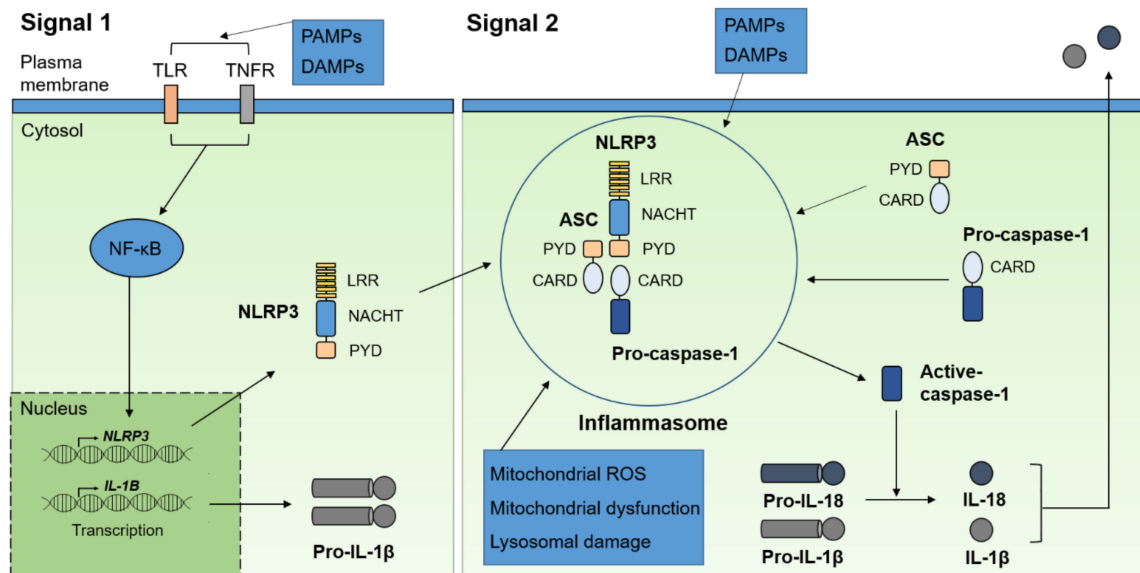 Signal 1
PAMPs
DAMPs
Plasma
membrane
TLR
TNFR
Cytosol
NF-κB
NLRP3
LRR
NACHT
PYD
Nucleus
NLRP3
IL-1B
Transcription
Pro-IL-1β
Signal 2
PAMPs
DAMPs
NLRP3
LRR
NACHT
ASC
PYD
PYD
CARD
CARD
Pro-caspase-1
Inflammasome
ASC
PYD
CARD
Pro-caspase-1
CARD
Active-
caspase-1
Mitochondrial ROS
Mitochondrial dysfunction
Lysosomal damage
Pro-IL-18
IL-18
Pro-IL-1β
IL-1β